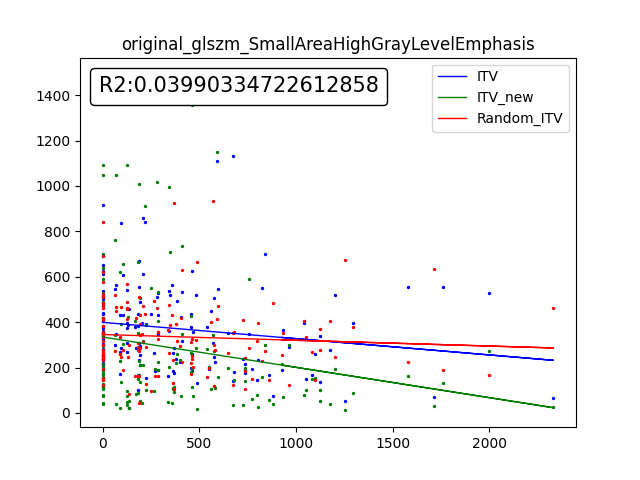 original_glszm_SmallAreaHighGrayLevelEmphasis
R2:0.03990334722612858
ITV
ITV_new
Random_ITV
1400
1200
1000
800
600
400
200
0
0 500 1000 1500 2000